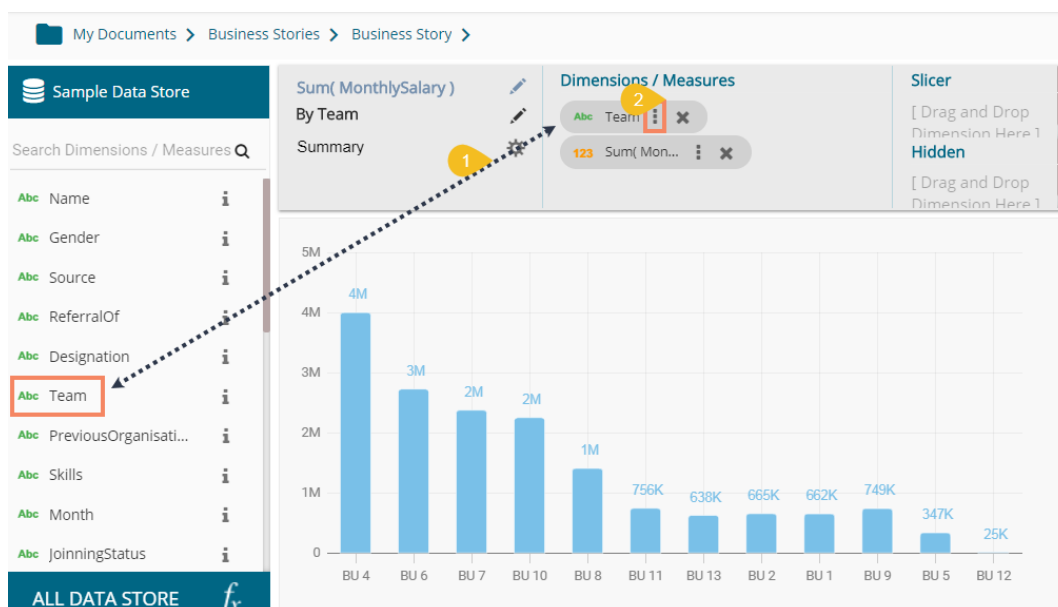 My Documents > Business Stories > Business Story >
Sample Data Store
Search Dimensions / Measures
Abc Name
Abc Gender
Abc Source
Abc ReferralOf
Abc Designation
Abc Team
Abc PreviousOrganisati...
Abc Skills
Abc Month
Abc JoinningStatus
ALL DATA STORE fx
Sum( MonthlySalary )
By Team
Summary
1
Dimensions / Measures
2
Abc Team
123 Sum( Mon...
Slicer
[ Drag and Drop
Dimension Here ]
Hidden
[ Drag and Drop
Dimension Here ]
5M
4M
3M
2M
1M
0
4M
3M
2M
2M
1M
756K
638K
665K
662K
749K
347K
25K
BU 4 BU 6 BU 7 BU 10 BU 8 BU 11 BU 13 BU 2 BU 1 BU 9 BU 5 BU 12